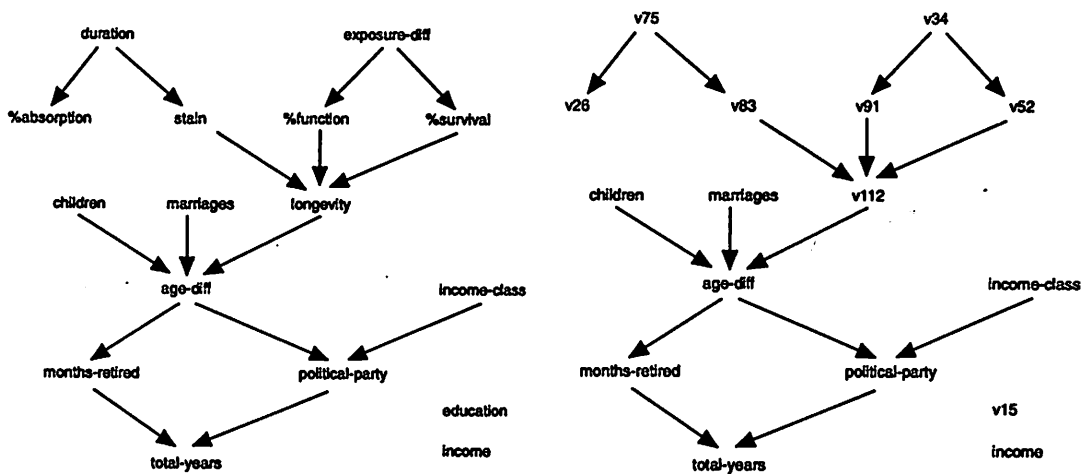 duration
exposure-diff
%absorption
stain
%function
%survival
children
marriages
longevity
age-diff
income-class
months-retired
political-party
education
total-years
income
v75
v34
v26
v83
v91
v52
children
marriages
v112
age-diff
income-class
months-retired
political-party
v15
total-years
income